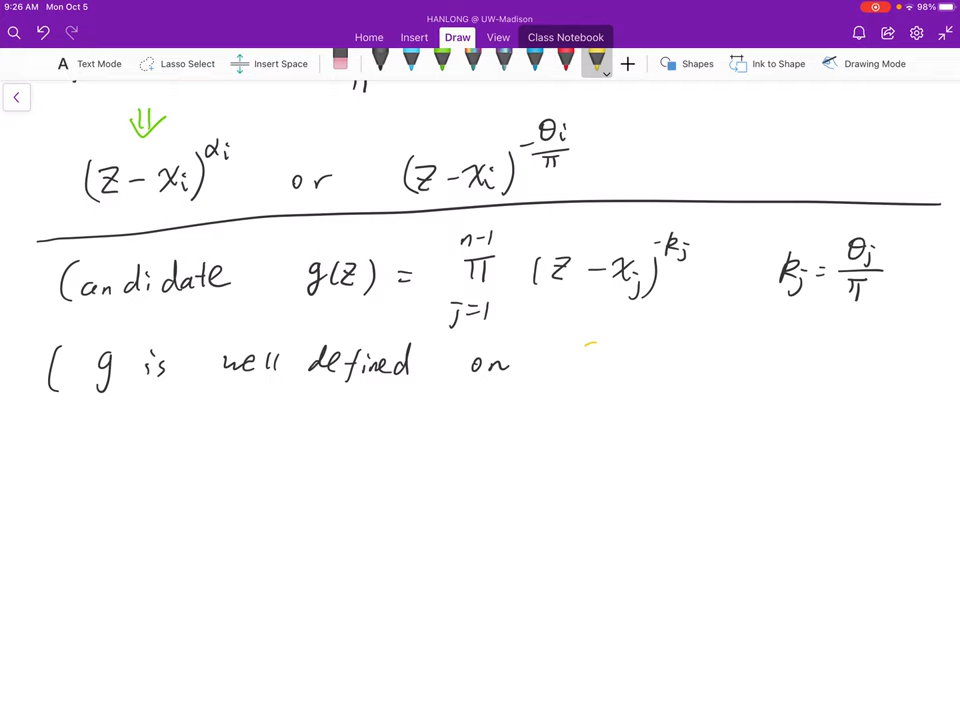 9:26 AM Mon Oct 5
98%
HANLONG @ UW-Madison
Home Insert Draw View Class Notebook
A Text Mode Lasso Select Insert Space Shapes Ink to Shape Drawing Mode
π
(z - xᵢ)^αᵢ or (z - xᵢ)^(-θᵢ/π)
Candidate g(z) = ∏_{j=1}^{n-1} (z - xⱼ)^(-kⱼ) kⱼ = θⱼ/π
( g is well defined on